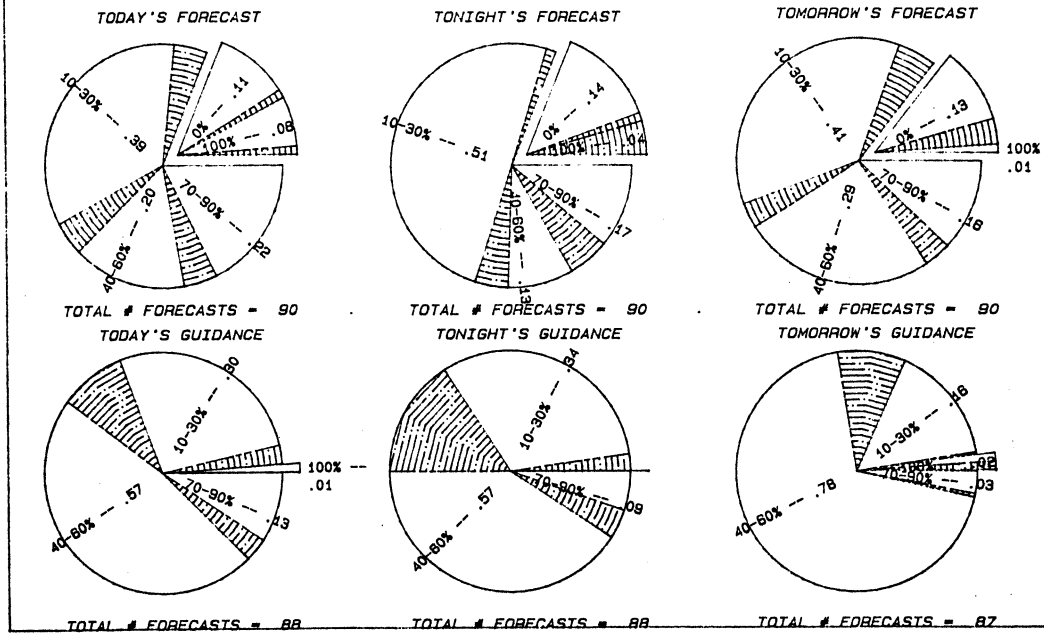 TODAY'S FORECAST
10-30% --- .39
0% --- .11
100% --- .08
40-60% --- .20
70-90% --- .22
TOTAL # FORECASTS = 90
TONIGHT'S FORECAST
10-30% --- .51
0% --- .14
100% --- .04
40-60% --- .13
70-90% --- .17
TOTAL # FORECASTS = 90
TOMORROW'S FORECAST
10-30% --- .41
0% --- .13
100%
.01
40-60% --- .29
70-90% --- .16
TOTAL # FORECASTS = 90
TODAY'S GUIDANCE
10-30% --- .30
100% --
.01
40-60% --- .57
70-90% --- .13
TOTAL # FORECASTS = 88
TONIGHT'S GUIDANCE
10-30% --- .34
40-60% --- .57
70-90% --- .09
TOTAL # FORECASTS = 88
TOMORROW'S GUIDANCE
10-30% --- .16
100% --- .02
70-90% --- .03
40-60% --- .78
TOTAL # FORECASTS = 87